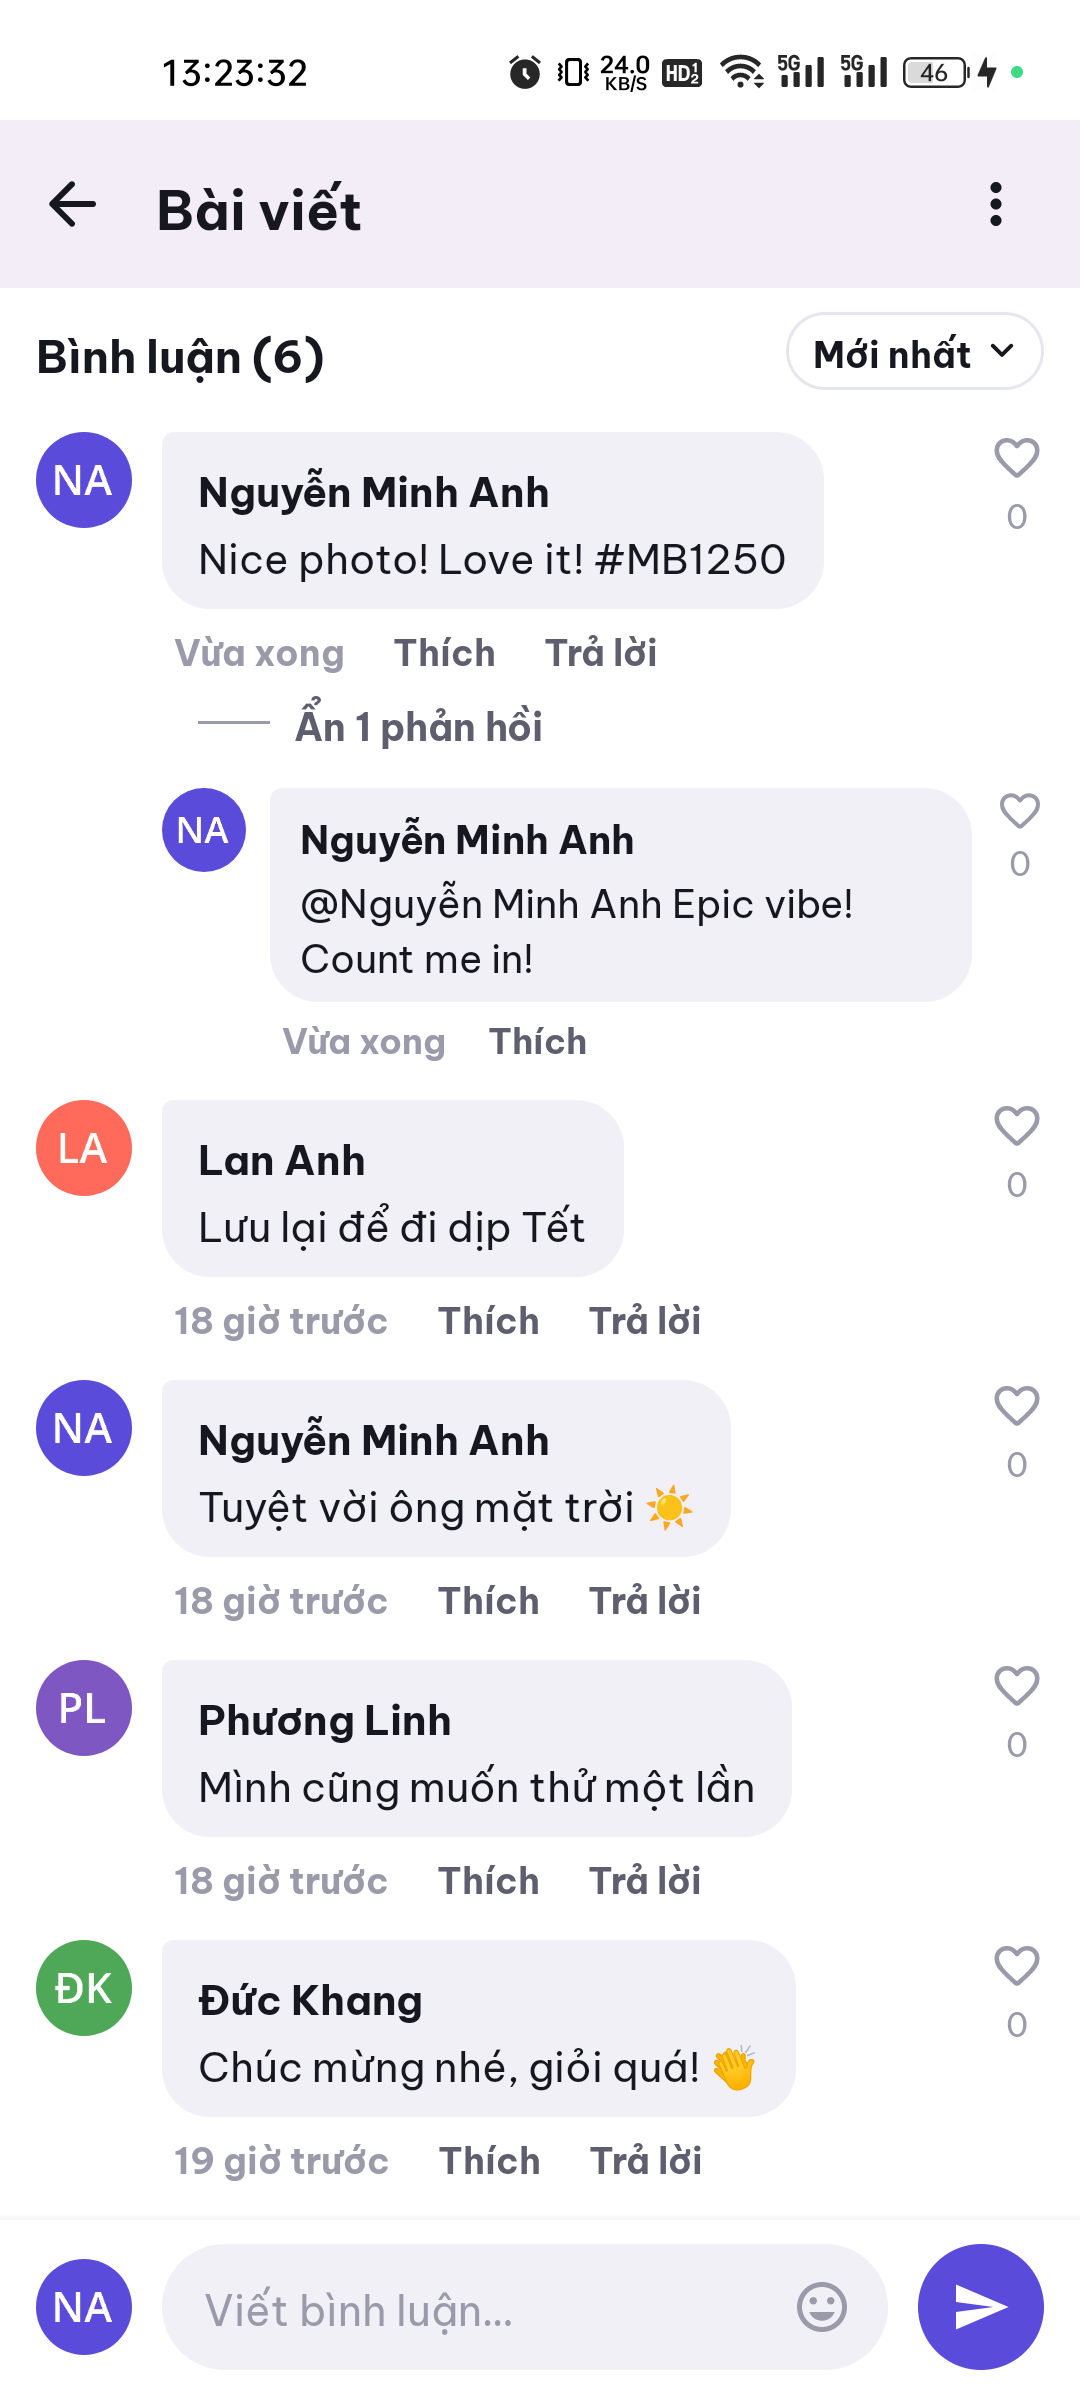 13:23:32
24.0 KB/S HD 1 2 5G 5G 46
Bài viết
Bình luận (6)
Mới nhất
NA
Nguyễn Minh Anh
0
Nice photo! Love it! #MB1250
Vừa xong Thích Trả lời
Ẩn 1 phản hồi
NA
Nguyễn Minh Anh
0
@Nguyễn Minh Anh Epic vibe!
Count me in!
Vừa xong Thích
LA
Lan Anh
0
Lưu lại để đi dịp Tết
18 giờ trước Thích Trả lời
NA
Nguyễn Minh Anh
0
Tuyệt vời ông mặt trời ☀️
18 giờ trước Thích Trả lời
PL
Phương Linh
0
Mình cũng muốn thử một lần
18 giờ trước Thích Trả lời
ĐK
Đức Khang
0
Chúc mừng nhé, giỏi quá! 👏
19 giờ trước Thích Trả lời
NA
Viết bình luận...